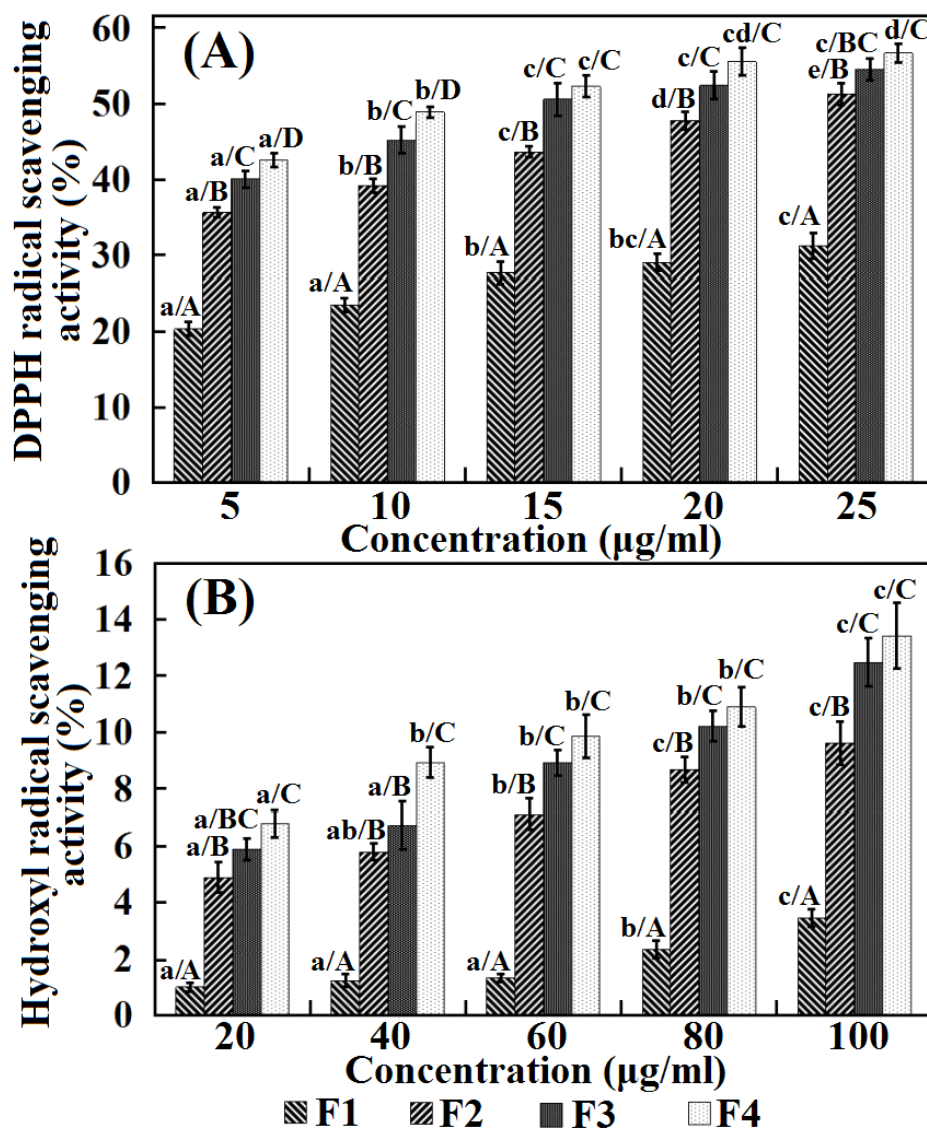 (A)
DPPH radical scavenging
activity (%)
60
50
40
30
20
10
0
a/A a/B a/C a/D
a/A b/B b/C b/D
b/A c/B c/C c/C
bc/A d/B c/C cd/C
c/A e/B c/BC d/C
5 10 15 20 25
Concentration (μg/ml)
(B)
Hydroxyl radical scavenging
activity (%)
16
14
12
10
8
6
4
2
0
a/A a/B a/BC a/C
a/A ab/B a/B b/C
a/A b/B b/C b/C
b/A c/B b/C b/C
c/A c/B c/C c/C
20 40 60 80 100
Concentration (μg/ml)
F1 F2 F3 F4